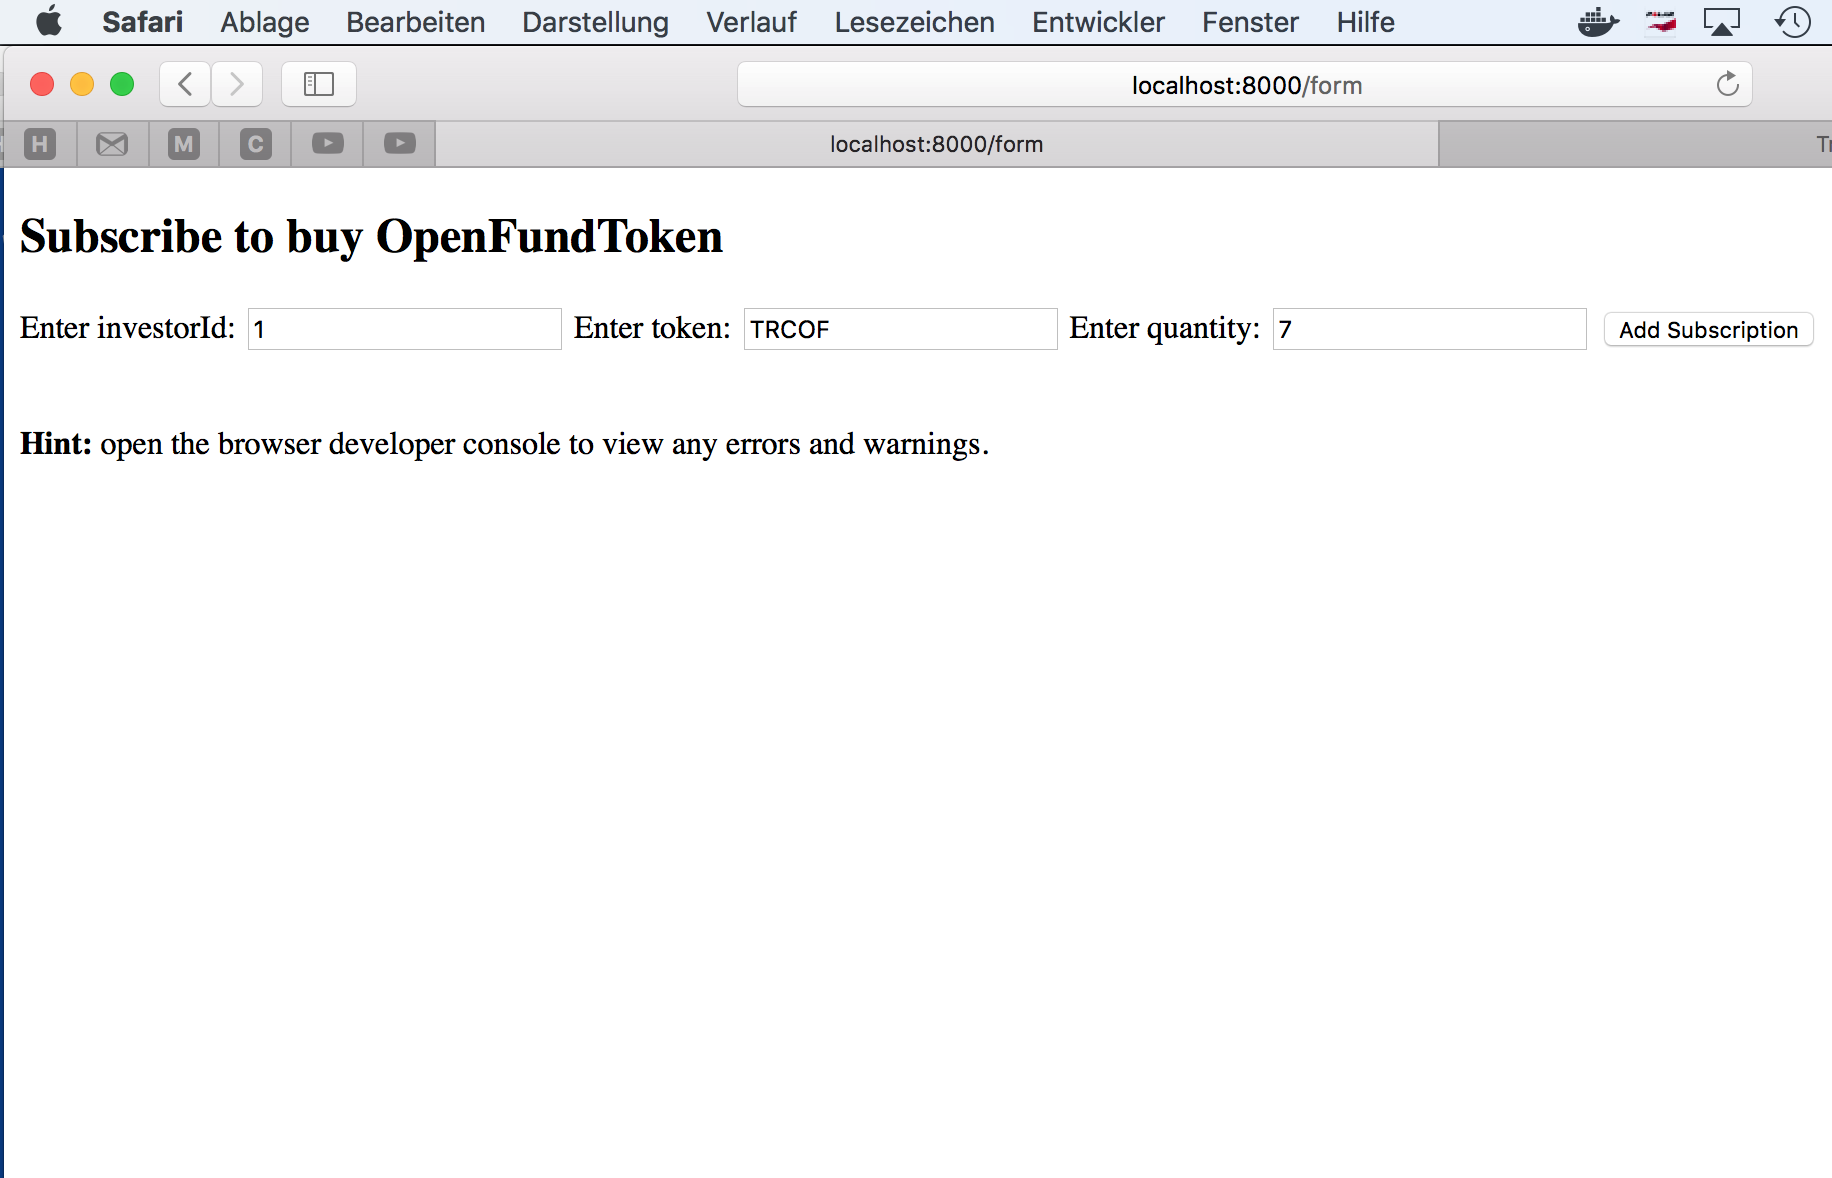 Safari Ablage Bearbeiten Darstellung Verlauf Lesezeichen Entwickler Fenster Hilfe
localhost:8000/form
H M C localhost:8000/form Tr
Subscribe to buy OpenFundToken
Enter investorId: 1 Enter token: TRCOF Enter quantity: 7 Add Subscription
Hint: open the browser developer console to view any errors and warnings.